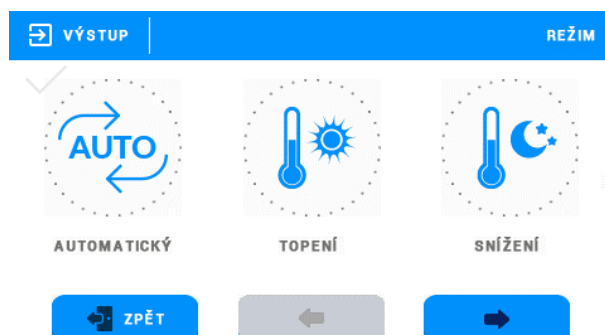 VÝSTUP
REŽIM
AUTO
AUTOMATICKÝ
TOPENÍ
SNÍŽENÍ
ZPĚT